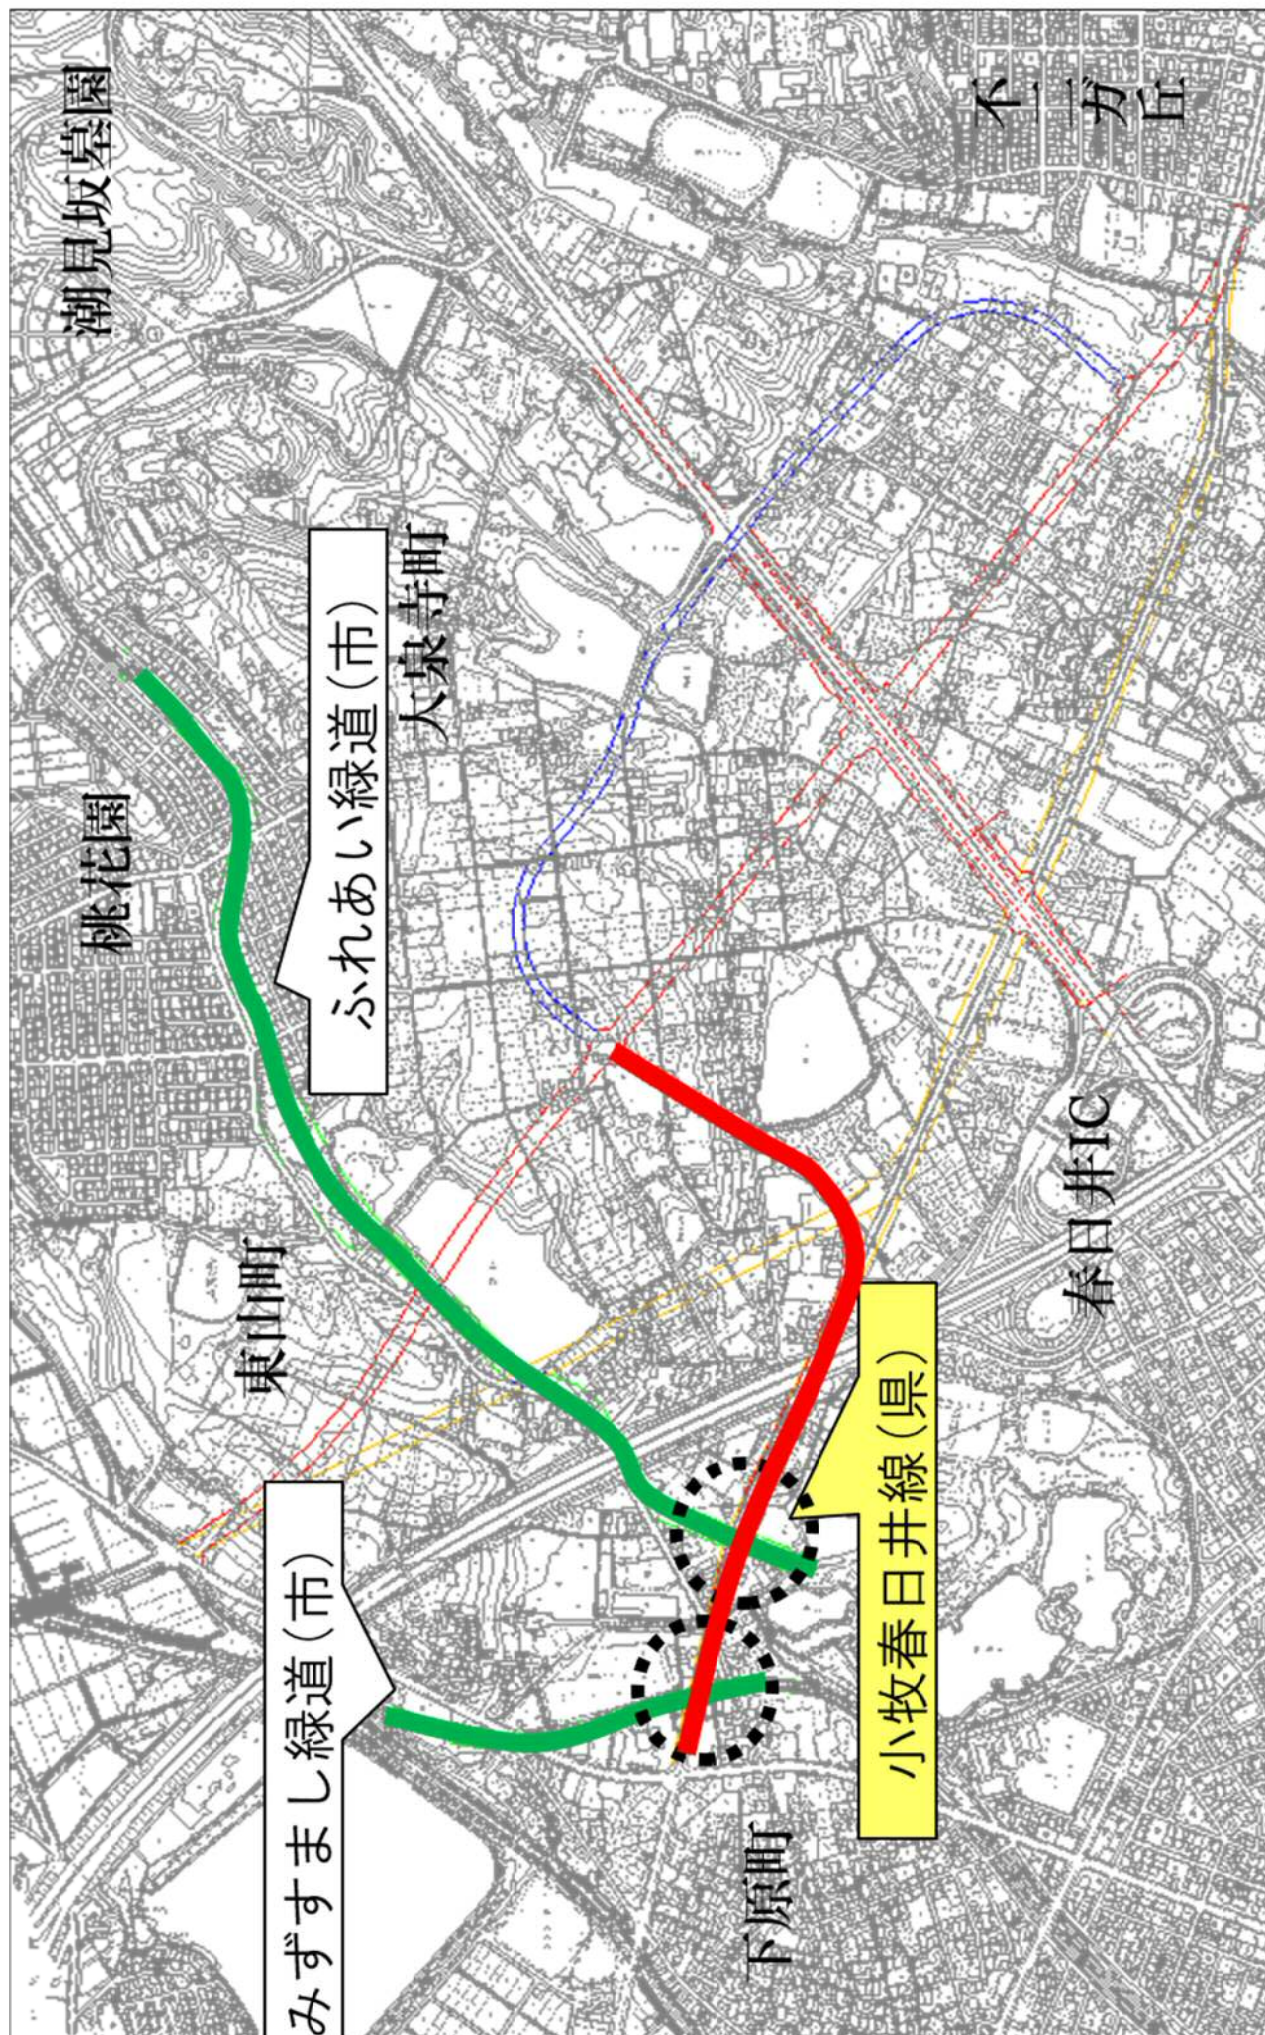 潮見坂墓園
不二ガ丘
桃花園
ふれあい緑道(市)
大泉寺町
東山町
春日井IC
みずすまし緑道(市)
小牧春日井線(県)
下原町